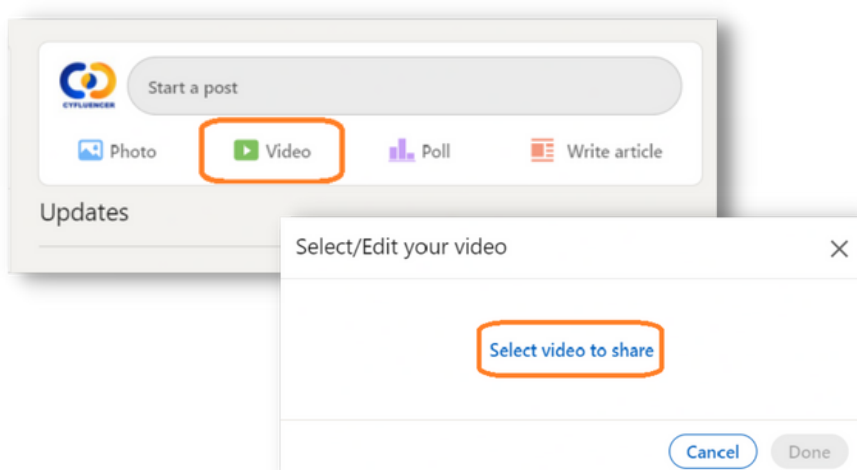 CYFLUENCER
Start a post
Photo
Video
Poll
Write article
Updates
Select/Edit your video
Select video to share
Cancel
Done